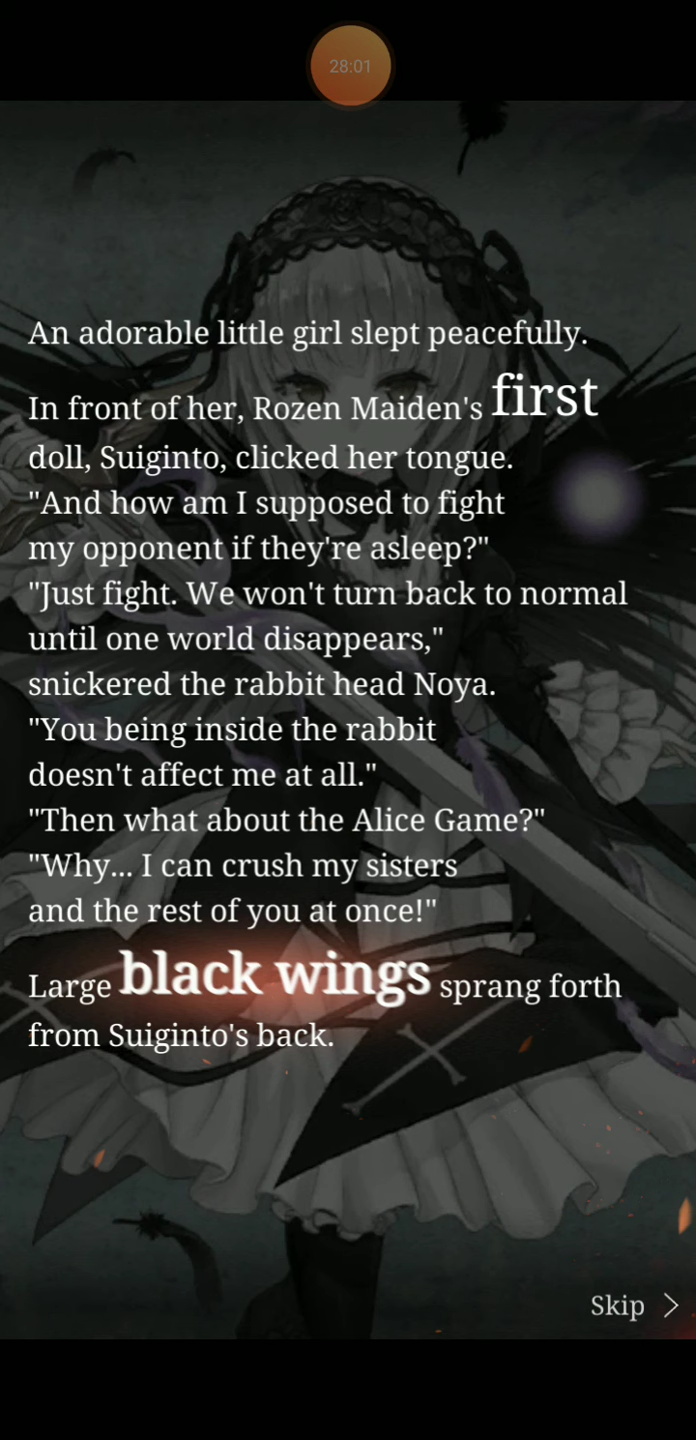 28:01
An adorable little girl slept peacefully.
In front of her, Rozen Maiden's first
doll, Suiginto, clicked her tongue.
"And how am I supposed to fight
my opponent if they're asleep?"
"Just fight. We won't turn back to normal
until one world disappears,"
snickered the rabbit head Noya.
"You being inside the rabbit
doesn't affect me at all."
"Then what about the Alice Game?"
"Why... I can crush my sisters
and the rest of you at once!"
Large black wings sprang forth
from Suiginto's back.
Skip